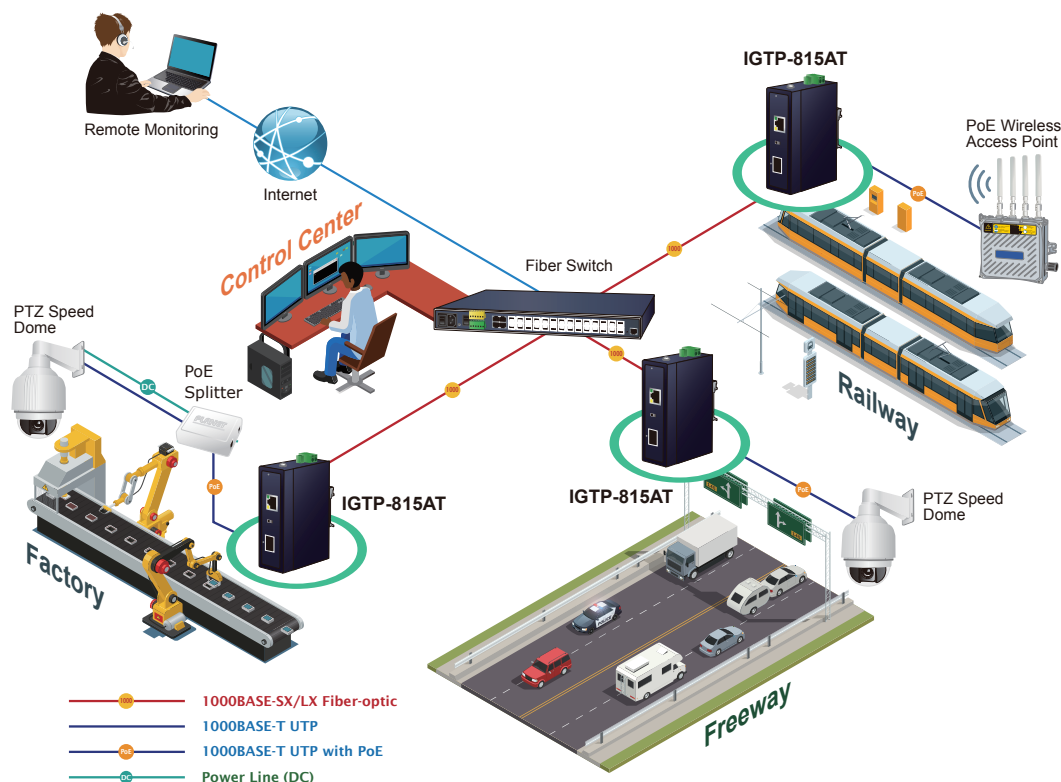 IGTP-815AT
Remote Monitoring
PoE Wireless
Access Point
Internet
PoE
Control Center
1000
Fiber Switch
PTZ Speed
Dome
1000
PoE
Splitter
DC
1000
Railway
PLANET
PoE
IGTP-815AT
IGTP-815AT
PoE
PTZ Speed
Dome
Factory
POLICE
Freeway
1000 1000BASE-SX/LX Fiber-optic
1000BASE-T UTP
PoE 1000BASE-T UTP with PoE
DC Power Line (DC)